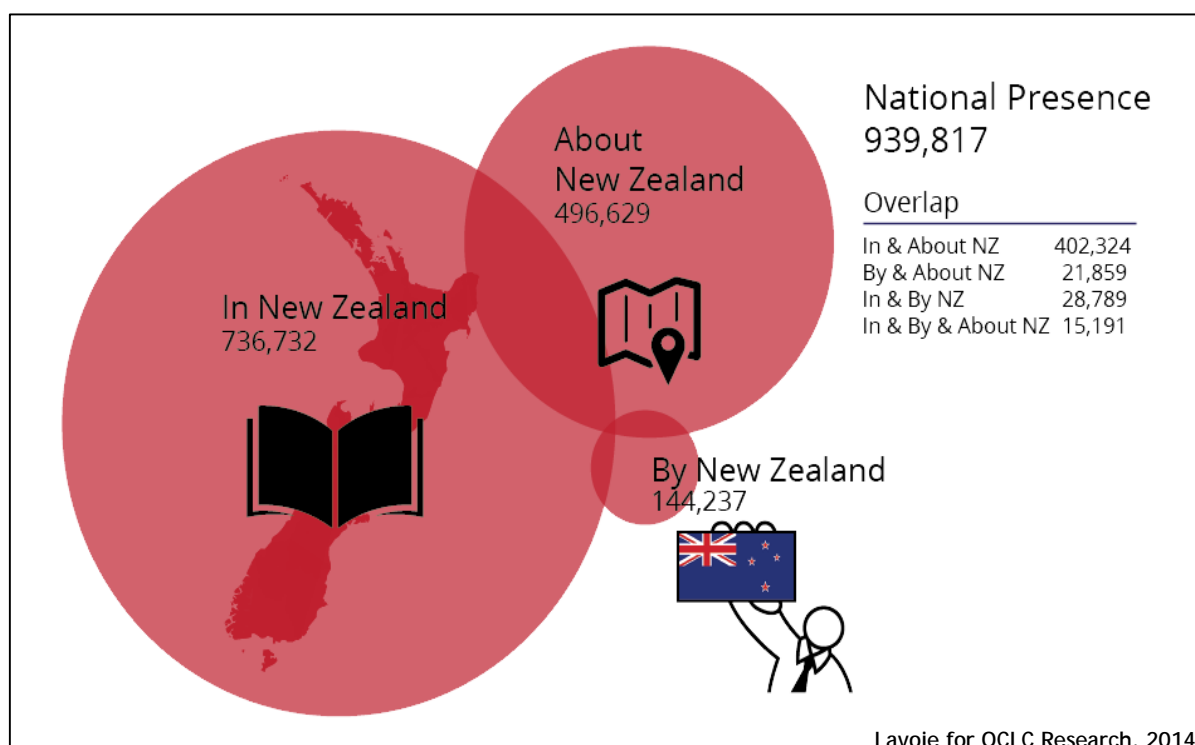 About
New Zealand
496,629
In New Zealand
736,732
By New Zealand
144,237
National Presence
939,817
Overlap
In & About NZ 402,324
By & About NZ 21,859
In & By NZ 28,789
In & By & About NZ 15,191
Lavoie for OCLC Research, 2014